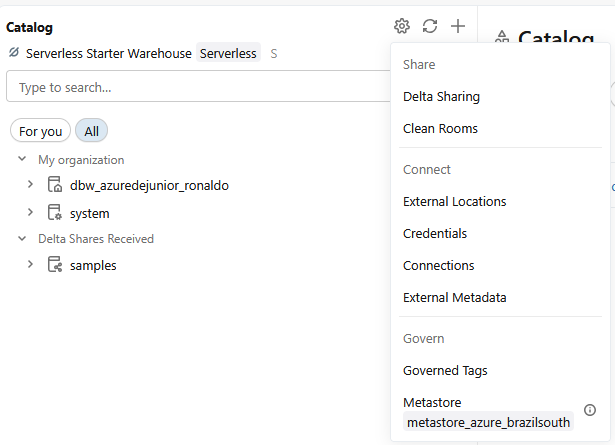 Catalog
Serverless Starter Warehouse Serverless S
Type to search...
For you All
My organization
dbw_azuredejunior_ronaldo
system
Delta Shares Received
samples
Catalog
Share
Delta Sharing
Clean Rooms
Connect
External Locations
Credentials
Connections
External Metadata
Govern
Governed Tags
Metastore
metastore_azure_brazilsouth